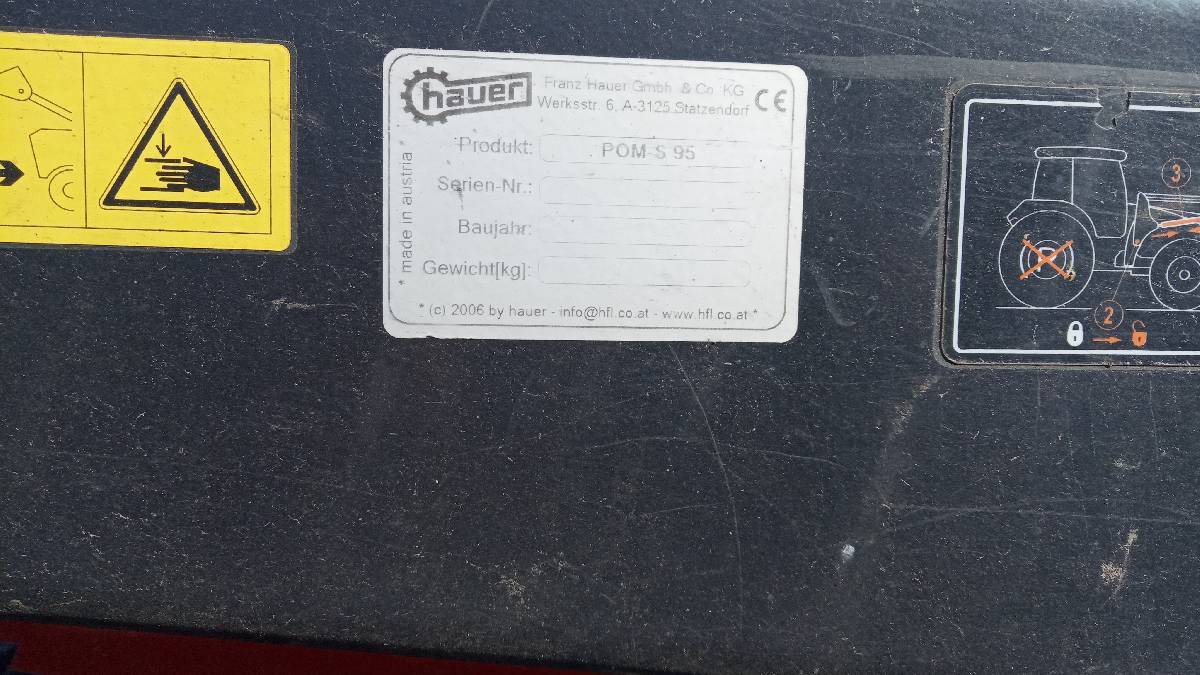 hauer
Franz Hauer Gmbh. & Co. KG
Werksstr. 6, A-3125 Statzendorf
CE
Produkt: POM-S 95
Serien-Nr.:
Baujahr:
Gewicht[kg]:
* made in austria *
* (c) 2006 by hauer - info@hfl.co.at - www.hfl.co.at *
3
2